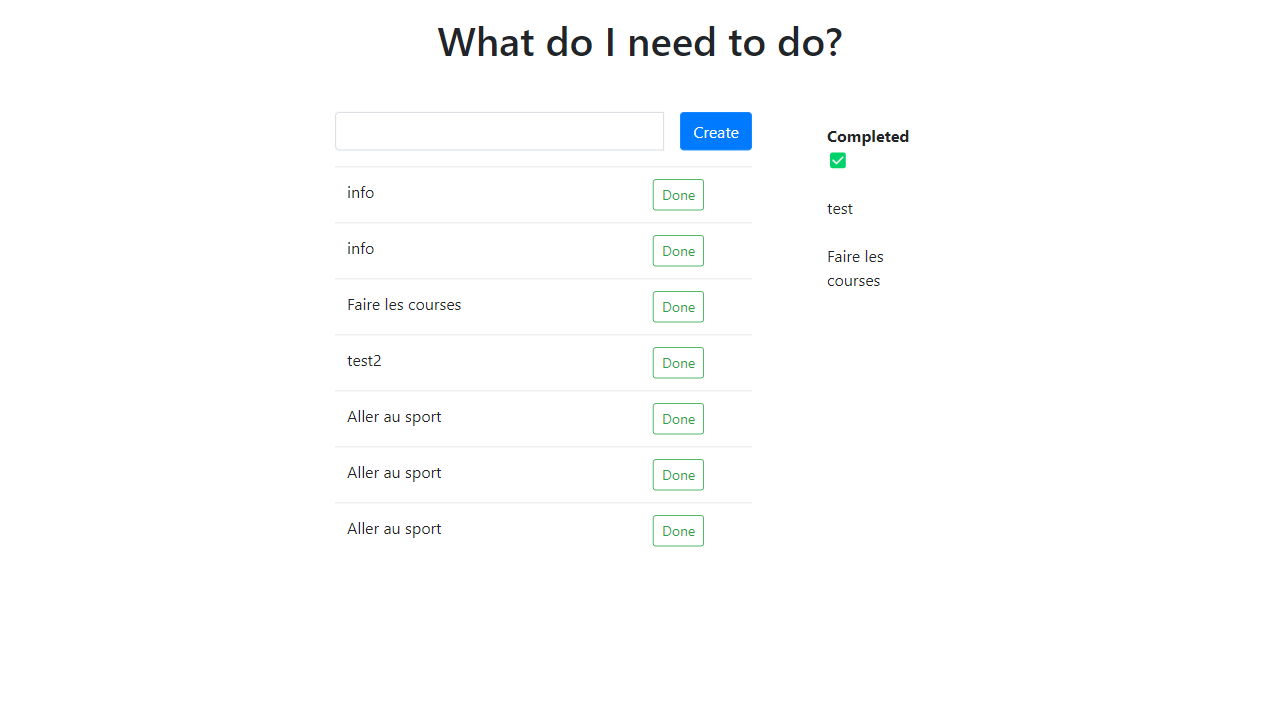 What do I need to do?
Create
info Done
info Done
Faire les courses Done
test2 Done
Aller au sport Done
Aller au sport Done
Aller au sport Done
Completed
test
Faire les
courses